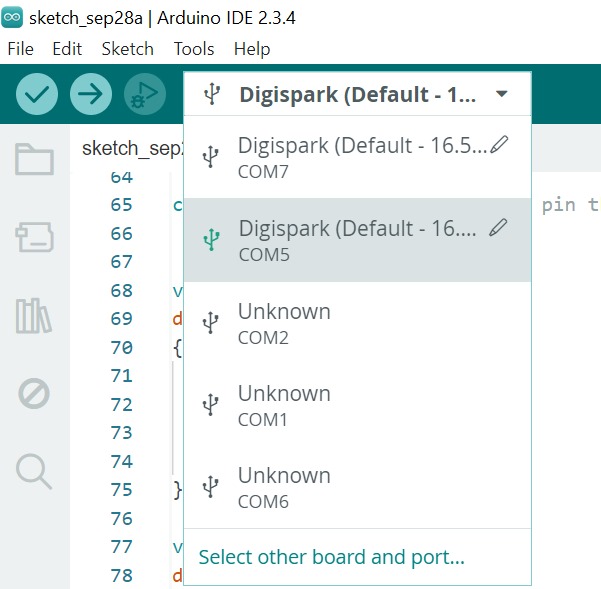 sketch_sep28a | Arduino IDE 2.3.4
File Edit Sketch Tools Help
Digispark (Default - 1...
sketch_sep2
Digispark (Default - 16.5...
COM7
Digispark (Default - 16....
COM5
Unknown
COM2
Unknown
COM1
Unknown
COM6
Select other board and port...
64
65 c pin t
66
67
68 v
69 d
70 {
71
72
73
74
75 }
76
77 v
78 d